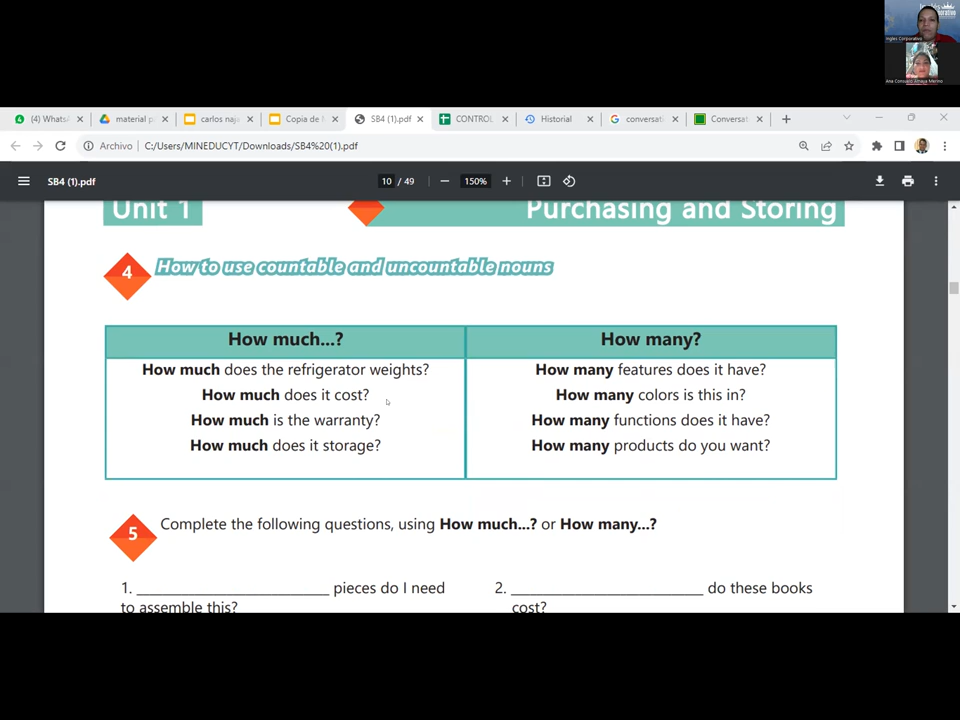 Ingles Corporativo
(4) Whats
material p
carlos naja
Copia de M
SB4 (1).pdf
CONTROL
Historial
conversati
Conversat
Archivo
C:/Users/MINEDUCYT/Downloads/SB4%20(1).pdf
SB4 (1).pdf
10 / 49
150%
Unit 1
Purchasing and Storing
4
How to use countable and uncountable nouns
How much...?
How many?
How much does the refrigerator weights?
How many features does it have?
How much does it cost?
How many colors is this in?
How much is the warranty?
How many functions does it have?
How much does it storage?
How many products do you want?
5
Complete the following questions, using How much...? or How many...?
1. ______________________ pieces do I need
to assemble this?
2. ______________________ do these books
cost?